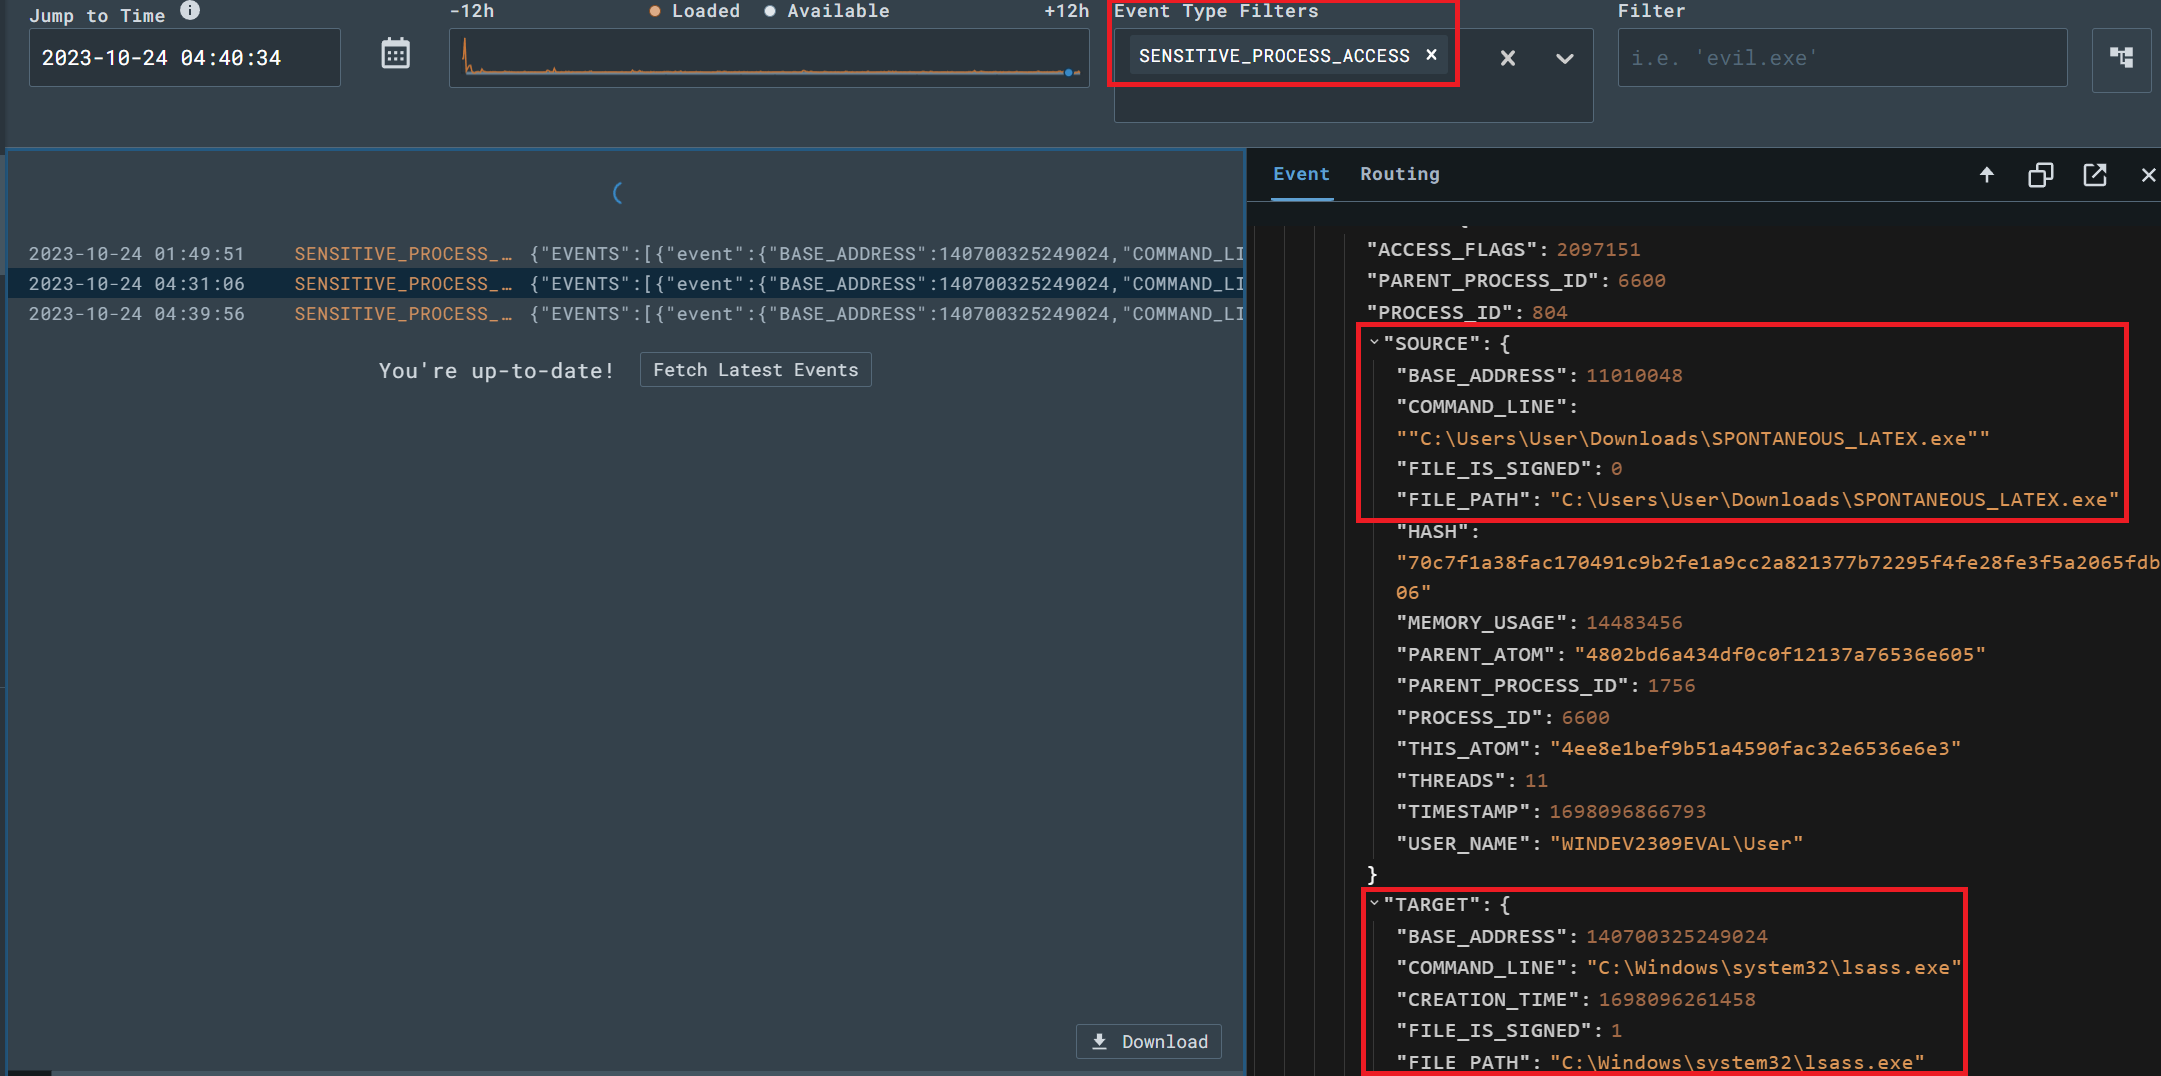 Jump to Time
-12h
Loaded
Available
+12h
Event Type Filters
Filter
2023-10-24 04:40:34
SENSITIVE_PROCESS_ACCESS
i.e. 'evil.exe'
2023-10-24 01:49:51 SENSITIVE_PROCESS_… {"EVENTS":[{"event":{"BASE_ADDRESS":140700325249024,"COMMAND_LI
2023-10-24 04:31:06 SENSITIVE_PROCESS_… {"EVENTS":[{"event":{"BASE_ADDRESS":140700325249024,"COMMAND_LI
2023-10-24 04:39:56 SENSITIVE_PROCESS_… {"EVENTS":[{"event":{"BASE_ADDRESS":140700325249024,"COMMAND_LI
You're up-to-date!
Fetch Latest Events
Download
Event
Routing
{
"ACCESS_FLAGS": 2097151
"PARENT_PROCESS_ID": 6600
"PROCESS_ID": 804
"SOURCE": {
"BASE_ADDRESS": 11010048
"COMMAND_LINE":
""C:\Users\User\Downloads\SPONTANEOUS_LATEX.exe""
"FILE_IS_SIGNED": 0
"FILE_PATH": "C:\Users\User\Downloads\SPONTANEOUS_LATEX.exe"
"HASH":
"70c7f1a38fac170491c9b2fe1a9cc2a821377b72295f4fe28fe3f5a2065fdb
06"
"MEMORY_USAGE": 14483456
"PARENT_ATOM": "4802bd6a434df0c0f12137a76536e605"
"PARENT_PROCESS_ID": 1756
"PROCESS_ID": 6600
"THIS_ATOM": "4ee8e1bef9b51a4590fac32e6536e6e3"
"THREADS": 11
"TIMESTAMP": 1698096866793
"USER_NAME": "WINDEV2309EVAL\User"
}
"TARGET": {
"BASE_ADDRESS": 140700325249024
"COMMAND_LINE": "C:\Windows\system32\lsass.exe"
"CREATION_TIME": 1698096261458
"FILE_IS_SIGNED": 1
"FILE_PATH": "C:\Windows\system32\lsass.exe"